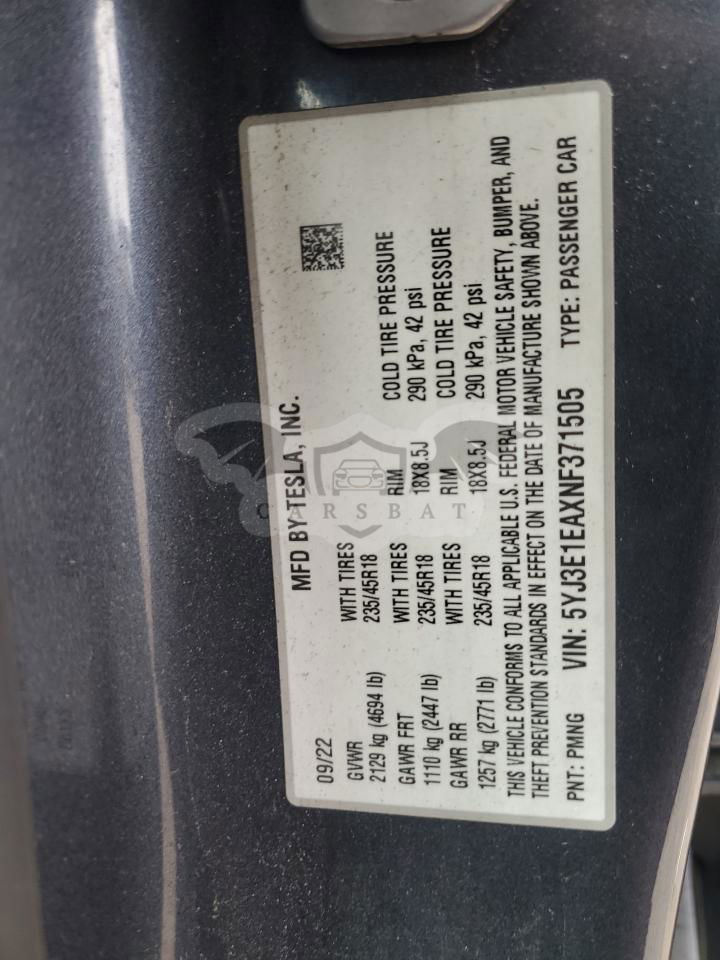 MFD BY TESLA, INC.
09/22
GVWR WITH TIRES
2129 kg (4694 lb) 235/45R18
GAWR FRT WITH TIRES RIM COLD TIRE PRESSURE
1110 kg (2447 lb) 235/45R18 18X8.5J 290 kPa, 42 psi
GAWR RR WITH TIRES RIM COLD TIRE PRESSURE
1257 kg (2771 lb) 235/45R18 18X8.5J 290 kPa, 42 psi
THIS VEHICLE CONFORMS TO ALL APPLICABLE U.S. FEDERAL MOTOR VEHICLE SAFETY, BUMPER, AND
THEFT PREVENTION STANDARDS IN EFFECT ON THE DATE OF MANUFACTURE SHOWN ABOVE.
PNT: PMNG VIN: 5YJ3E1EAXNF371505 TYPE: PASSENGER CAR
CARSBAT